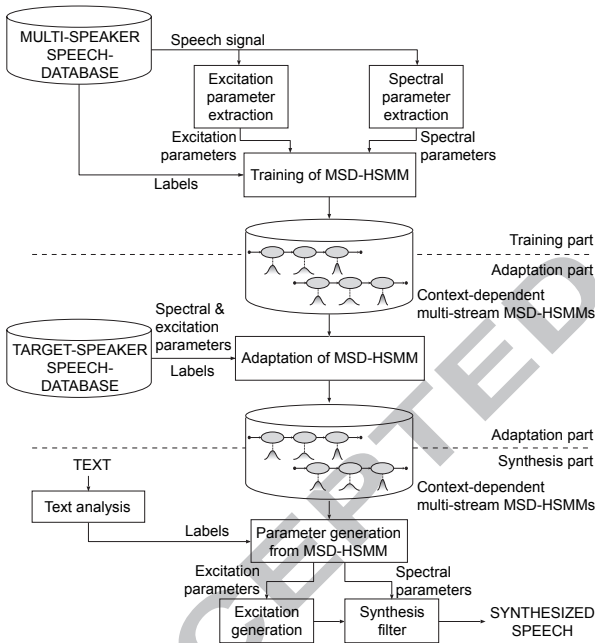 MULTI-SPEAKER
SPEECH-
DATABASE
Speech signal
Excitation
parameter
extraction
Spectral
parameter
extraction
Excitation
parameters
Spectral
parameters
Labels
Training of MSD-HSMM
Training part
Adaptation part
Context-dependent
multi-stream MSD-HSMMs
Spectral &
excitation
parameters
TARGET-SPEAKER
SPEECH-
DATABASE
Labels
Adaptation of MSD-HSMM
Adaptation part
Synthesis part
Context-dependent
multi-stream MSD-HSMMs
TEXT
Text analysis
Labels
Parameter generation
from MSD-HSMM
Excitation
parameters
Spectral
parameters
Excitation
generation
Synthesis
filter
SYNTHESIZED
SPEECH
CEPTED